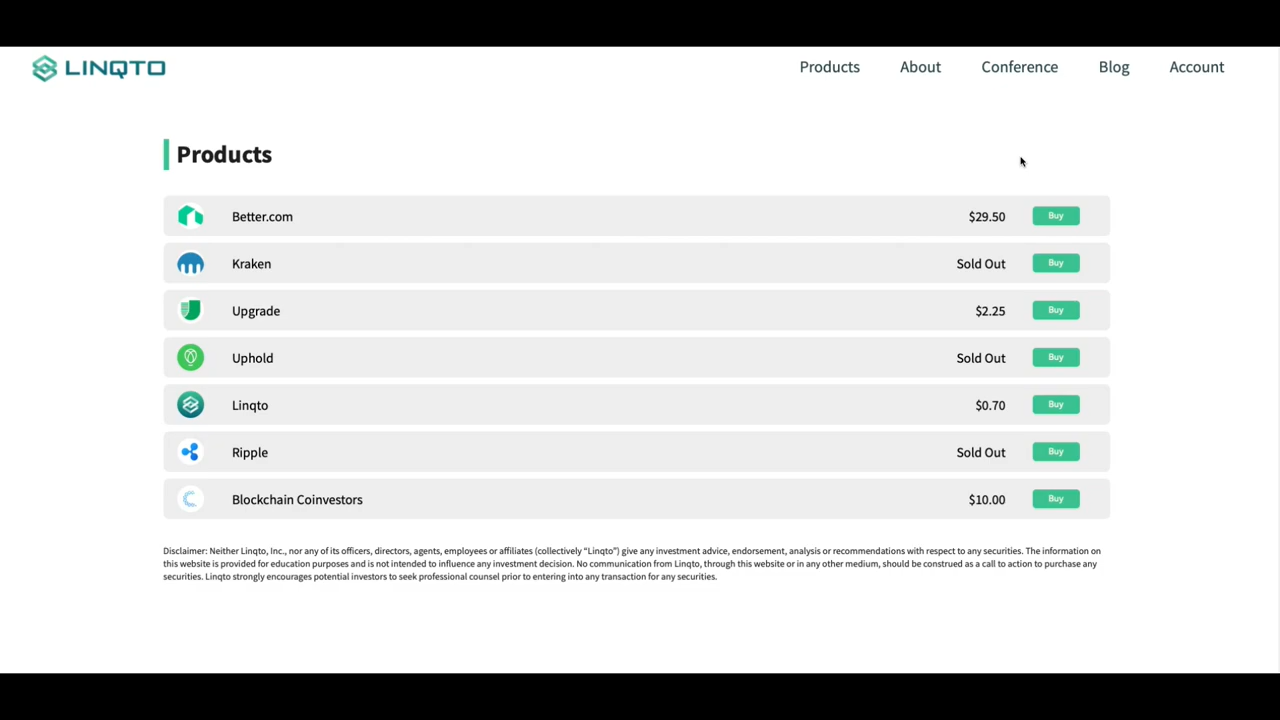 LINQTO
Products About Conference Blog Account
Products
Better.com $29.50 Buy
Kraken Sold Out Buy
Upgrade $2.25 Buy
Uphold Sold Out Buy
Linqto $0.70 Buy
Ripple Sold Out Buy
Blockchain Coinvestors $10.00 Buy
Disclaimer: Neither Linqto, Inc., nor any of its officers, directors, agents, employees or affiliates (collectively “Linqto”) give any investment advice, endorsement, analysis or recommendations with respect to any securities. The information on
this website is provided for education purposes and is not intended to influence any investment decision. No communication from Linqto, through this website or in any other medium, should be construed as a call to action to purchase any
securities. Linqto strongly encourages potential investors to seek professional counsel prior to entering into any transaction for any securities.